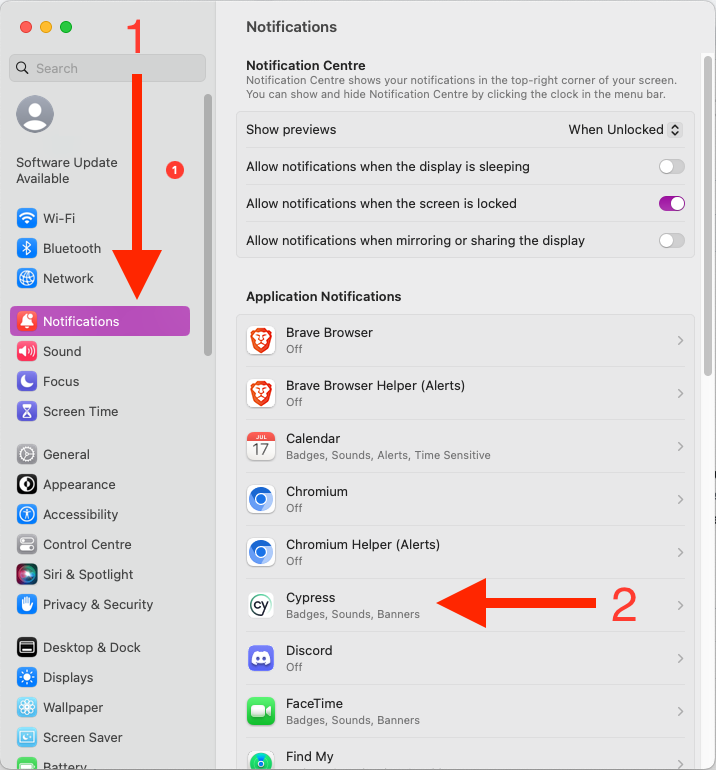 1
Search
Software Update
Available
1
Wi-Fi
Bluetooth
Network
Notifications
Sound
Focus
Screen Time
General
Appearance
Accessibility
Control Centre
Siri & Spotlight
Privacy & Security
Desktop & Dock
Displays
Wallpaper
Screen Saver
Battery
Notifications
Notification Centre
Notification Centre shows your notifications in the top-right corner of your screen.
You can show and hide Notification Centre by clicking the clock in the menu bar.
Show previews
When Unlocked
Allow notifications when the display is sleeping
Allow notifications when the screen is locked
Allow notifications when mirroring or sharing the display
Application Notifications
Brave Browser
Off
Brave Browser Helper (Alerts)
Off
JUL
17
Calendar
Badges, Sounds, Alerts, Time Sensitive
Chromium
Off
Chromium Helper (Alerts)
Off
cy
Cypress
Badges, Sounds, Banners
2
Discord
Off
FaceTime
Badges, Sounds, Banners
Find My